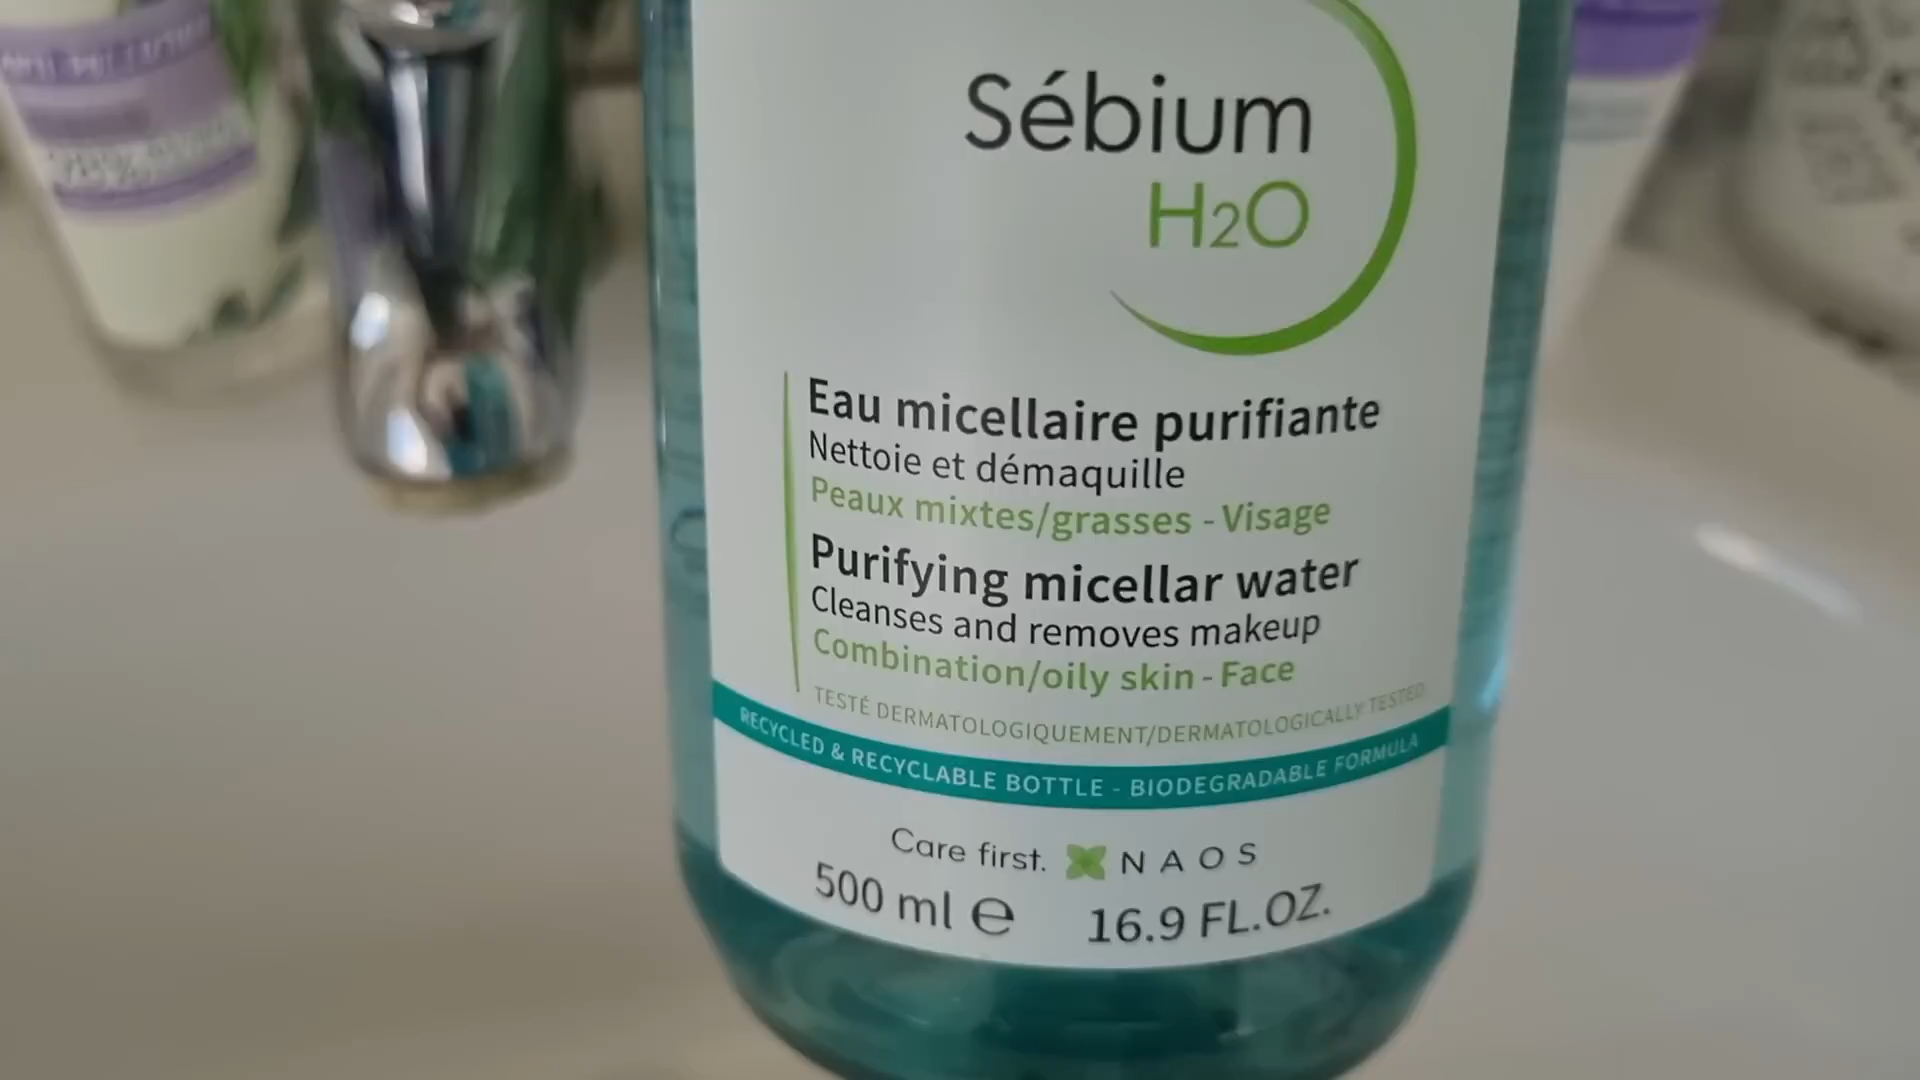 Sébium
H2O
Eau micellaire purifiante
Nettoie et démaquille
Peaux mixtes/grasses - Visage
Purifying micellar water
Cleanses and removes makeup
Combination/oily skin - Face
TESTÉ DERMATOLOGIQUEMENT/DERMATOLOGICALLY TESTED
RECYCLED & RECYCLABLE BOTTLE - BIODEGRADABLE FORMULA
Care first. NAOS
500 ml ℮ 16.9 FL.OZ.